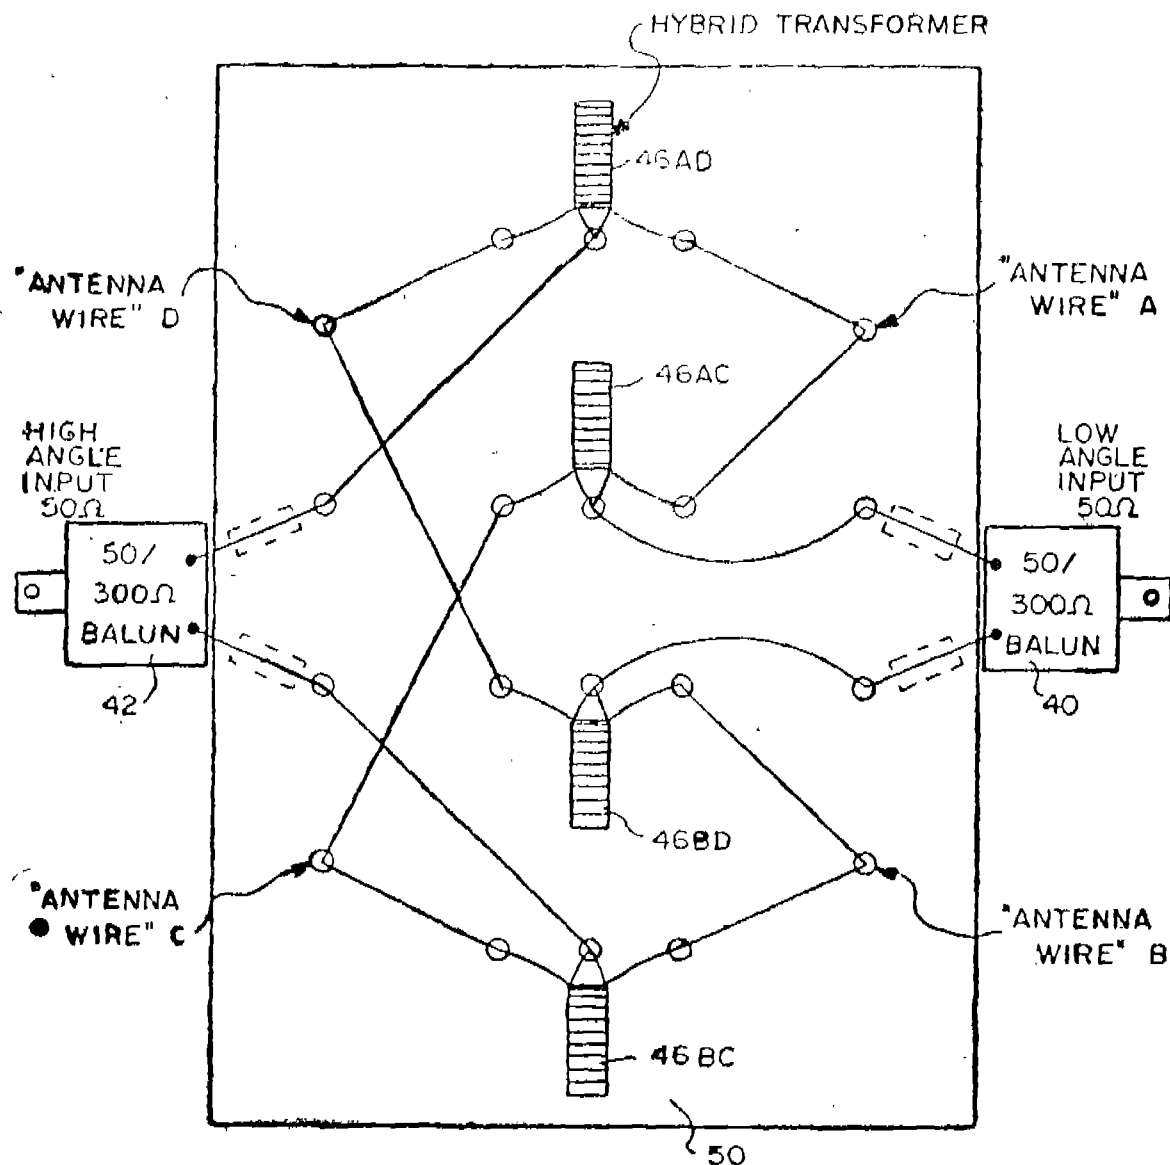 HYBRID TRANSFORMER
46AD
"ANTENNA
WIRE" D
"ANTENNA
WIRE" A
46AC
HIGH
ANGLE
INPUT
50Ω
LOW
ANGLE
INPUT
50Ω
50/
300Ω
BALUN
50/
300Ω
BALUN
42
40
46BD
"ANTENNA
WIRE" C
"ANTENNA
WIRE" B
46BC
50